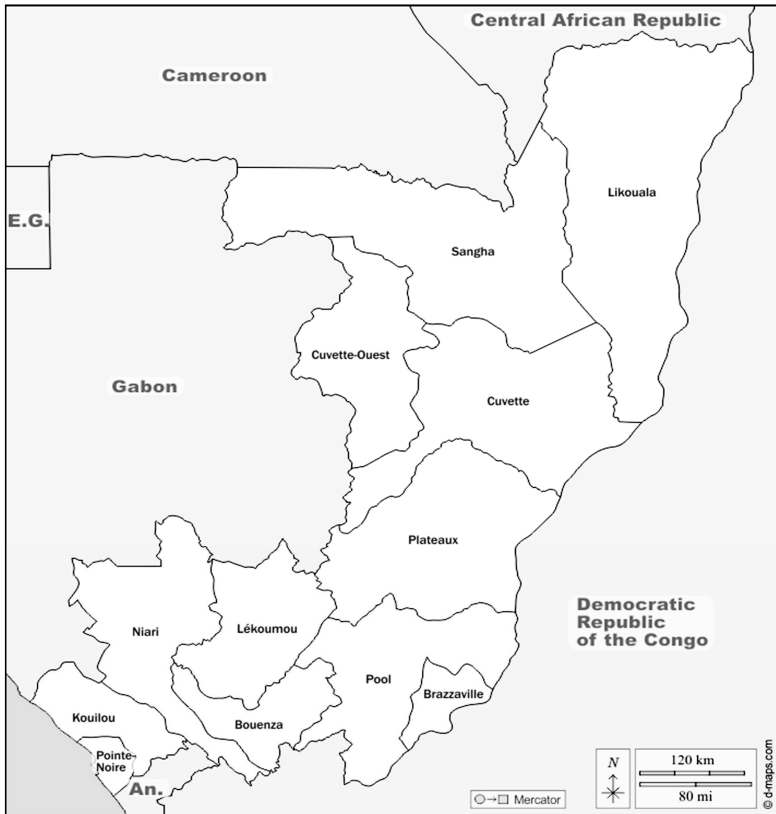 Central African Republic
Cameroon
Likouala
E.G.
Sangha
Cuvette-Ouest
Gabon
Cuvette
Plateaux
Democratic
Republic
of the Congo
Niari
Lékoumou
Pool
Brazzaville
Kouilou
Bouenza
Pointe-
Noire
An.
Mercator
N
120 km
80 mi
© d-maps.com